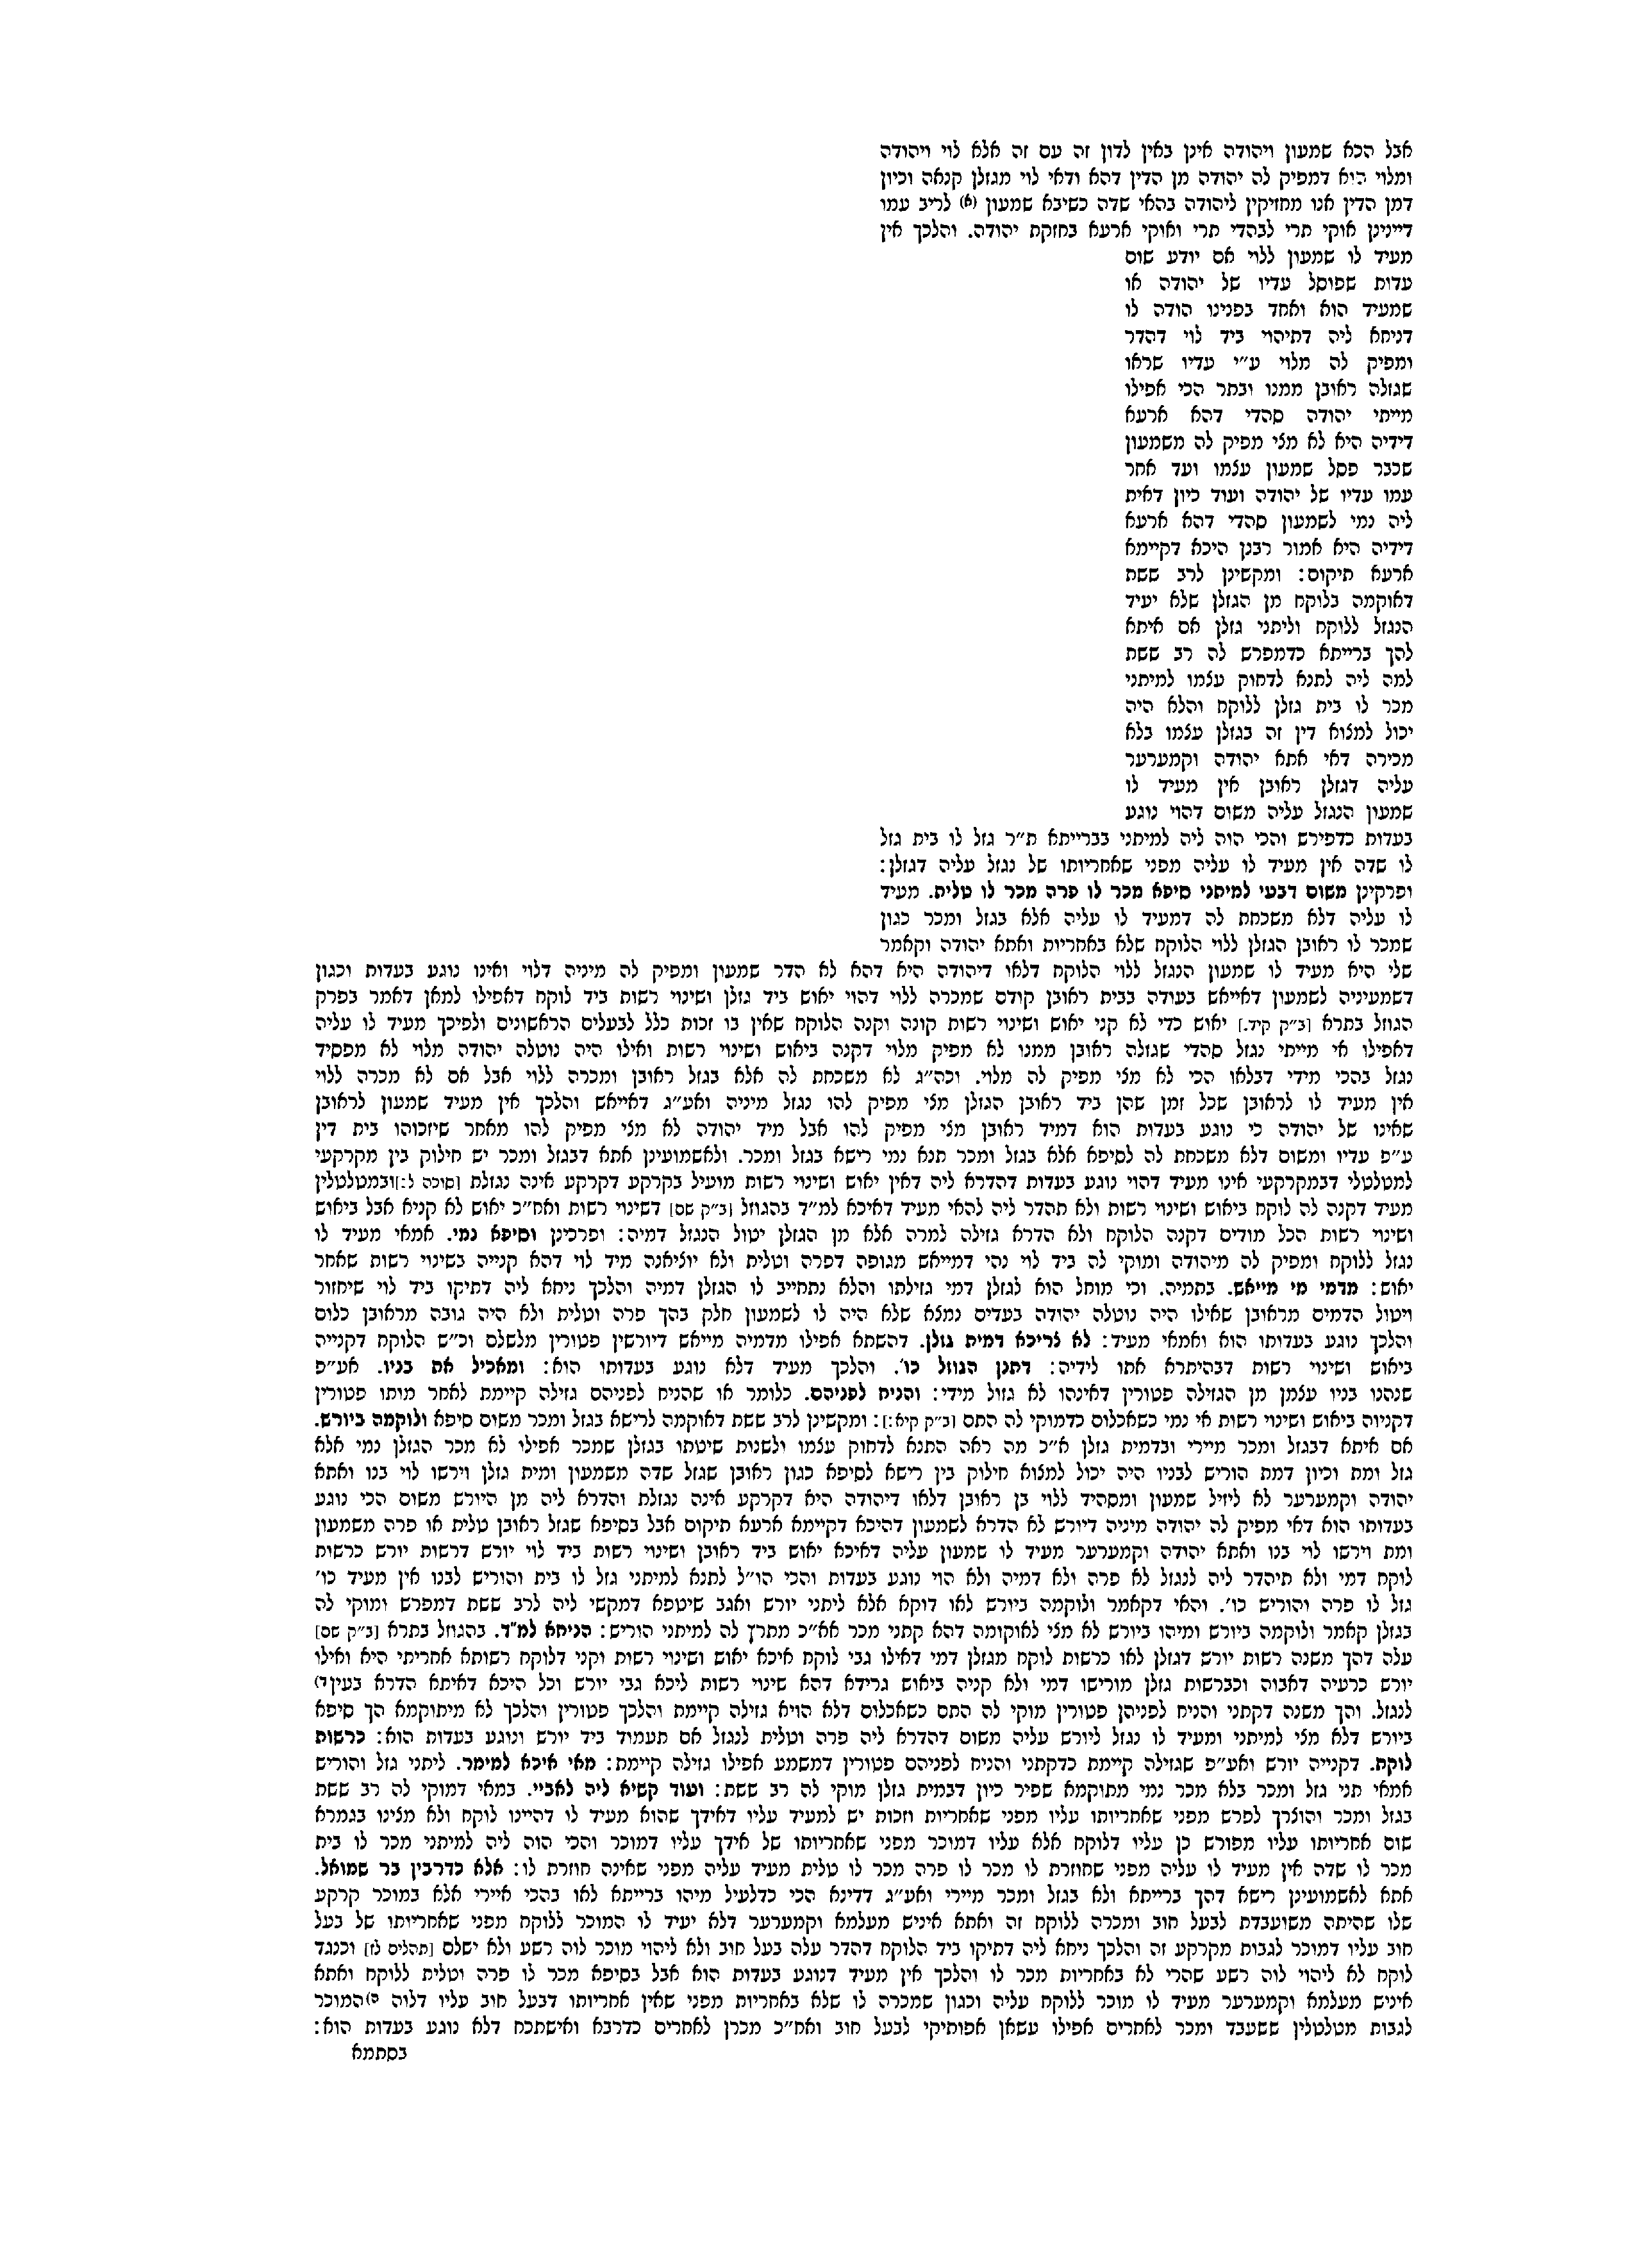 אבל הכא שמעון ויהודה אינן באין לדון זה עם זה אלא לוי ויהודה
ומלוי הוא דמפיק לה יהודה מן הדין דהא ודאי לוי מגזלן קנאה וכיון
דמן הדין אנו מחזיקין ליהודה בהאי שדה כשיבא שמעון (א) לריב עמו
דיינינן אוקי תרי לבהדי תרי ואוקי ארעא בחזקת יהודה. והלכך אין
מעיד לו שמעון ללוי אם יודע שום
עדות שפוסל עדיו של יהודה או
שמעיד הוא ואחד בפנינו הודה לו
דניחא ליה דתיהוי ביד לוי דהדר
ומפיק לה מלוי ע״י עדיו שראו
שגזלה ראובן ממנו ובתר הכי אפילו
מייתי יהודה סהדי דהא ארעא
דידיה היא לא מצי מפיק לה משמעון
שכבר פסל שמעון עצמו ועד אחר
עמו עדיו של יהודה ועוד כיון דאית
ליה נמי לשמעון סהדי דהא ארעא
דידיה היא אמור רבנן היכא דקיימא
ארעא תיקום: ומקשינן לרב ששת
דאוקמה בלוקח מן הגזלן שלא יעיד
הנגזל ללוקח וליתני גזלן אם איתא
להך ברייתא כדמפרש לה רב ששת
למה ליה לתנא לדחוק עצמו למיתני
מכר לו בית גזלן ללוקח והלא היה
יכול למצוא דין זה בגזלן עצמו בלא
מכירה דאי אתא יהודה וקמערער
עליה דגזלן ראובן אין מעיד לו
שמעון הנגזל עליה משום דהוי נוגע
בעדות כדפירש והכי הוה ליה למיתני בברייתא ת״ר גזל לו בית גזל
לו שדה אין מעיד לו עליה מפני שאחריותו של נגזל עליה דגזלן:
ופרקינן משום דבעי למיתני סיפא מכר לו פרה מכר לו טלית. מעיד
לו עליה דלא משכחת לה דמעיד לו עליה אלא בגזל ומכר כגון
שמכר לו ראובן הגזלן ללוי הלוקח שלא באחריות ואתא יהודה וקאמר
שלי היא מעיד לו שמעון הנגזל ללוי הלוקח דלאו דיהודה היא דהא לא הדר שמעון ומפיק לה מיניה דלוי ואינו נוגע בעדות וכגון
דשמעיניה לשמעון דאייאש בעודה בבית ראובן קודם שמכרה ללוי דהוי יאוש ביד גזלן ושינוי רשות ביד לוקח דאפילו למאן דאמר בפרק
הגוזל בתרא [ב״ק קיד.] יאוש כדי לא קני יאוש ושינוי רשות קונה וקנה הלוקח שאין בו זכות כלל לבעלים הראשונים ולפיכך מעיד לו עליה
דאפילו אי מייתי נגזל סהדי שגזלה ראובן ממנו לא מפיק מלוי דקנה ביאוש ושינוי רשות ואילו היה נוטלה יהודה מלוי לא מפסיד
נגזל בהכי מידי דבלאו הכי לא מצי מפיק לה מלוי. וכה״ג לא משכחת לה אלא בגזל ראובן ומכרה ללוי אבל אם לא מכרה ללוי
אין מעיד לו לראובן שכל זמן שהן ביד ראובן הגזלן מצי מפיק להו נגזל מיניה ואע״ג דאייאש והלכך אין מעיד שמעון לראובן
שאינו של יהודה כי נוגע בעדות הוא דמיד ראובן מצי מפיק להו אבל מיד יהודה לא מצי מפיק להו מאחר שיזכוהו בית דין
ע״פ עדיו ומשום דלא משכחת לה לסיפא אלא בגזל ומכר תנא נמי רישא בגזל ומכר. ולאשמועינן אתא דבגזל ומכר יש חילוק בין מקרקעי
למטלטלי דבמקרקעי אינו מעיד דהוי נוגע בעדות דהדרא ליה דאין יאוש ושינוי רשות מועיל בקרקע דקרקע אינה נגזלת [סוכה ל:]ובמטלטלין
מעיד דקנה לה לוקח ביאוש ושינוי רשות ולא תהדר ליה להאי מעיד דאיכא למ״ד בהגוזל [ב״ק שם] דשינוי רשות ואח״כ יאוש לא קניא אבל ביאוש
ושינוי רשות הכל מודים דקנה הלוקח ולא הדרא גזילה למרה אלא מן הגזלן יטול הנגזל דמיה: ופרכינן וסיפא נמי. אמאי מעיד לו
נגזל ללוקח ומפיק לה מיהודה ומוקי לה ביד לוי נהי דמייאש מגופה דפרה וטלית ולא יוציאנה מיד לוי דהא קנייה בשינוי רשות שאחר
יאוש: מדמי מי מייאש. בתמיה. וכי מוחל הוא לגזלן דמי גזילתו והלא נתחייב לו הגזלן דמיה והלכך ניחא ליה דתיקו ביד לוי שיחזור
ויטול הדמים מראובן שאילו היה נוטלה יהודה בעדים נמצא שלא היה לו לשמעון חלק בהך פרה וטלית ולא היה גובה מראובן כלום
והלכך נוגע בעדותו הוא ואמאי מעיד: לא צריכא דמית גזלן. דהשתא אפילו מדמיה מייאש דיורשין פטורין מלשלם וכ״ש הלוקח דקנייה
ביאוש ושינוי רשות דבהיתרא אתו לידיה: דתנן הגוזל כו׳. והלכך מעיד דלא נוגע בעדותו הוא: ומאכיל את בניו. אע״פ
שנהנו בניו עצמן מן הגזילה פטורין דאינהו לא גזול מידי: והניח לפניהם. כלומר או שהניח לפניהם גזילה קיימת לאחר מותו פטורין
דקניוה ביאוש ושינוי רשות אי נמי כשאכלום כדמוקי לה התם [ב״ק קיא:]: ומקשינן לרב ששת דאוקמה לרישא בגזל ומכר משום סיפא ולוקמה ביורש.
אם איתא דבגזל ומכר מיירי ובדמית גזלן א״כ מה ראה התנא לדחוק עצמו ולשנות שיטתו בגזלן שמכר אפילו לא מכר הגזלן נמי אלא
גזל ומת וכיון דמת הוריש לבניו היה יכול למצוא חילוק בין רישא לסיפא כגון ראובן שגזל שדה משמעון ומית גזלן וירשו לוי בנו ואתא
יהודה וקמערער לא ליזיל שמעון ומסהיד ללוי בן ראובן דלאו דיהודה היא דקרקע אינה נגזלת והדרא ליה מן היורש משום הכי נוגע
בעדותו הוא דאי מפיק לה יהודה מיניה דיורש לא הדרא לשמעון דהיכא דקיימא ארעא תיקום אבל בסיפא שגזל ראובן טלית או פרה משמעון
ומת וירשו לוי בנו ואתא יהודה וקמערער מעיד לו שמעון עליה דאיכא יאוש ביד ראובן ושינוי רשות ביד לוי יורש דרשות יורש כרשות
לוקח דמי ולא תיהדר ליה לנגזל לא פרה ולא דמיה ולא הוי נוגע בעדות והכי הו״ל לתנא למיתני גזל לו בית והוריש לבנו אין מעיד כו׳
גזל לו פרה והוריש כו׳. והאי דקאמר ולוקמה ביורש לאו דוקא אלא ליתני יורש ואגב שיטפא דמקשי ליה לרב ששת דמפרש ומוקי לה
בגזלן קאמר ולוקמה ביורש ומיהו ביורש לא מצי לאוקומה דהא קתני מכר אא״כ מתרץ לה למיתני הוריש: הניחא למ״ד. בהגוזל בתרא [ב״ק שם]
עלה דהך משנה רשות יורש דגזלן לאו כרשות לוקח מגזלן דמי דאילו גבי לוקח איכא יאוש ושינוי רשות וקני דלוקח רשותא אחריתי היא ואילו
יורש כרעיה דאבוה וכברשות גזלן מורישו דמי ולא קניה ביאוש גרידא דהא שינוי רשות ליכא גבי יורש וכל היכא דאיתא הדרא בעין ד)
לנגזל. והך משנה דקתני והניח לפניהן פטורין מוקי לה התם כשאכלום דלא הויא גזילה קיימת והלכך פטורין והלכך לא מיתוקמא הך סיפא
ביורש דלא מצי למיתני ומעיד לו נגזל ליורש עליה משום דהדרא ליה פרה וטלית לנגזל אם תעמוד ביד יורש ונוגע בעדות הוא: כרשות
לוקח. דקנייה יורש ואע״פ שגזילה קיימת כדקתני והניח לפניהם פטורין דמשמע אפילו גזילה קיימת: מאי איכא למימר. ליתני גזל והוריש
אמאי תני גזל ומכר בלא מכר נמי מתוקמא שפיר כיון דבמית גזלן מוקי לה רב ששת: ועוד קשיא ליה לאביי. במאי דמוקי לה רב ששת
בגזל ומכר והוצרך לפרש מפני שאחריותו עליו מפני שאחריות וזכות יש למעיד עליו דאידך שהוא מעיד לו דהיינו לוקח ולא מצינו בגמרא
שום אחריותו עליו מפורש כן עליו דלוקח אלא עליו דמוכר מפני שאחריותו של אידך עליו דמוכר והכי הוה ליה למיתני מכר לו בית
מכר לו שדה אין מעיד לו עליה מפני שחוזרת לו מכר לו פרה מכר לו טלית מעיד עליה מפני שאינה חוזרת לו: אלא כדרבין בר שמואל.
אתא לאשמועינן רישא דהך ברייתא ולא בגזל ומכר מיירי ואע״ג דדינא הכי כדלעיל מיהו ברייתא לאו בהכי איירי אלא במוכר קרקע
שלו שהיתה משועבדת לבעל חוב ומכרה ללוקח זה ואתא איניש מעלמא וקמערער דלא יעיד לו המוכר ללוקח מפני שאחריותו של בעל
חוב עליו דמוכר לגבות מקרקע זה והלכך ניחא ליה דתיקו ביד הלוקח דהדר עלה בעל חוב ולא ליהוי מוכר לוה רשע ולא ישלם [תהלים לז] וכנגד
לוקח לא ליהוי לוה רשע שהרי לא באחריות מכר לו והלכך אין מעיד דנוגע בעדות הוא אבל בסיפא מכר לו פרה וטלית ללוקח ואתא
איניש מעלמא וקמערער מעיד לו מוכר ללוקח עליה וכגון שמכרה לו שלא באחריות מפני שאין אחריותו דבעל חוב עליו דלוה ס)המוכר
לגבות מטלטלין ששעבד ומכר לאחרים אפילו עשאן אפותיקי לבעל חוב ואח״כ מכרן לאחרים כדרבא ואישתכח דלא נוגע בעדות הוא:
בסתמא